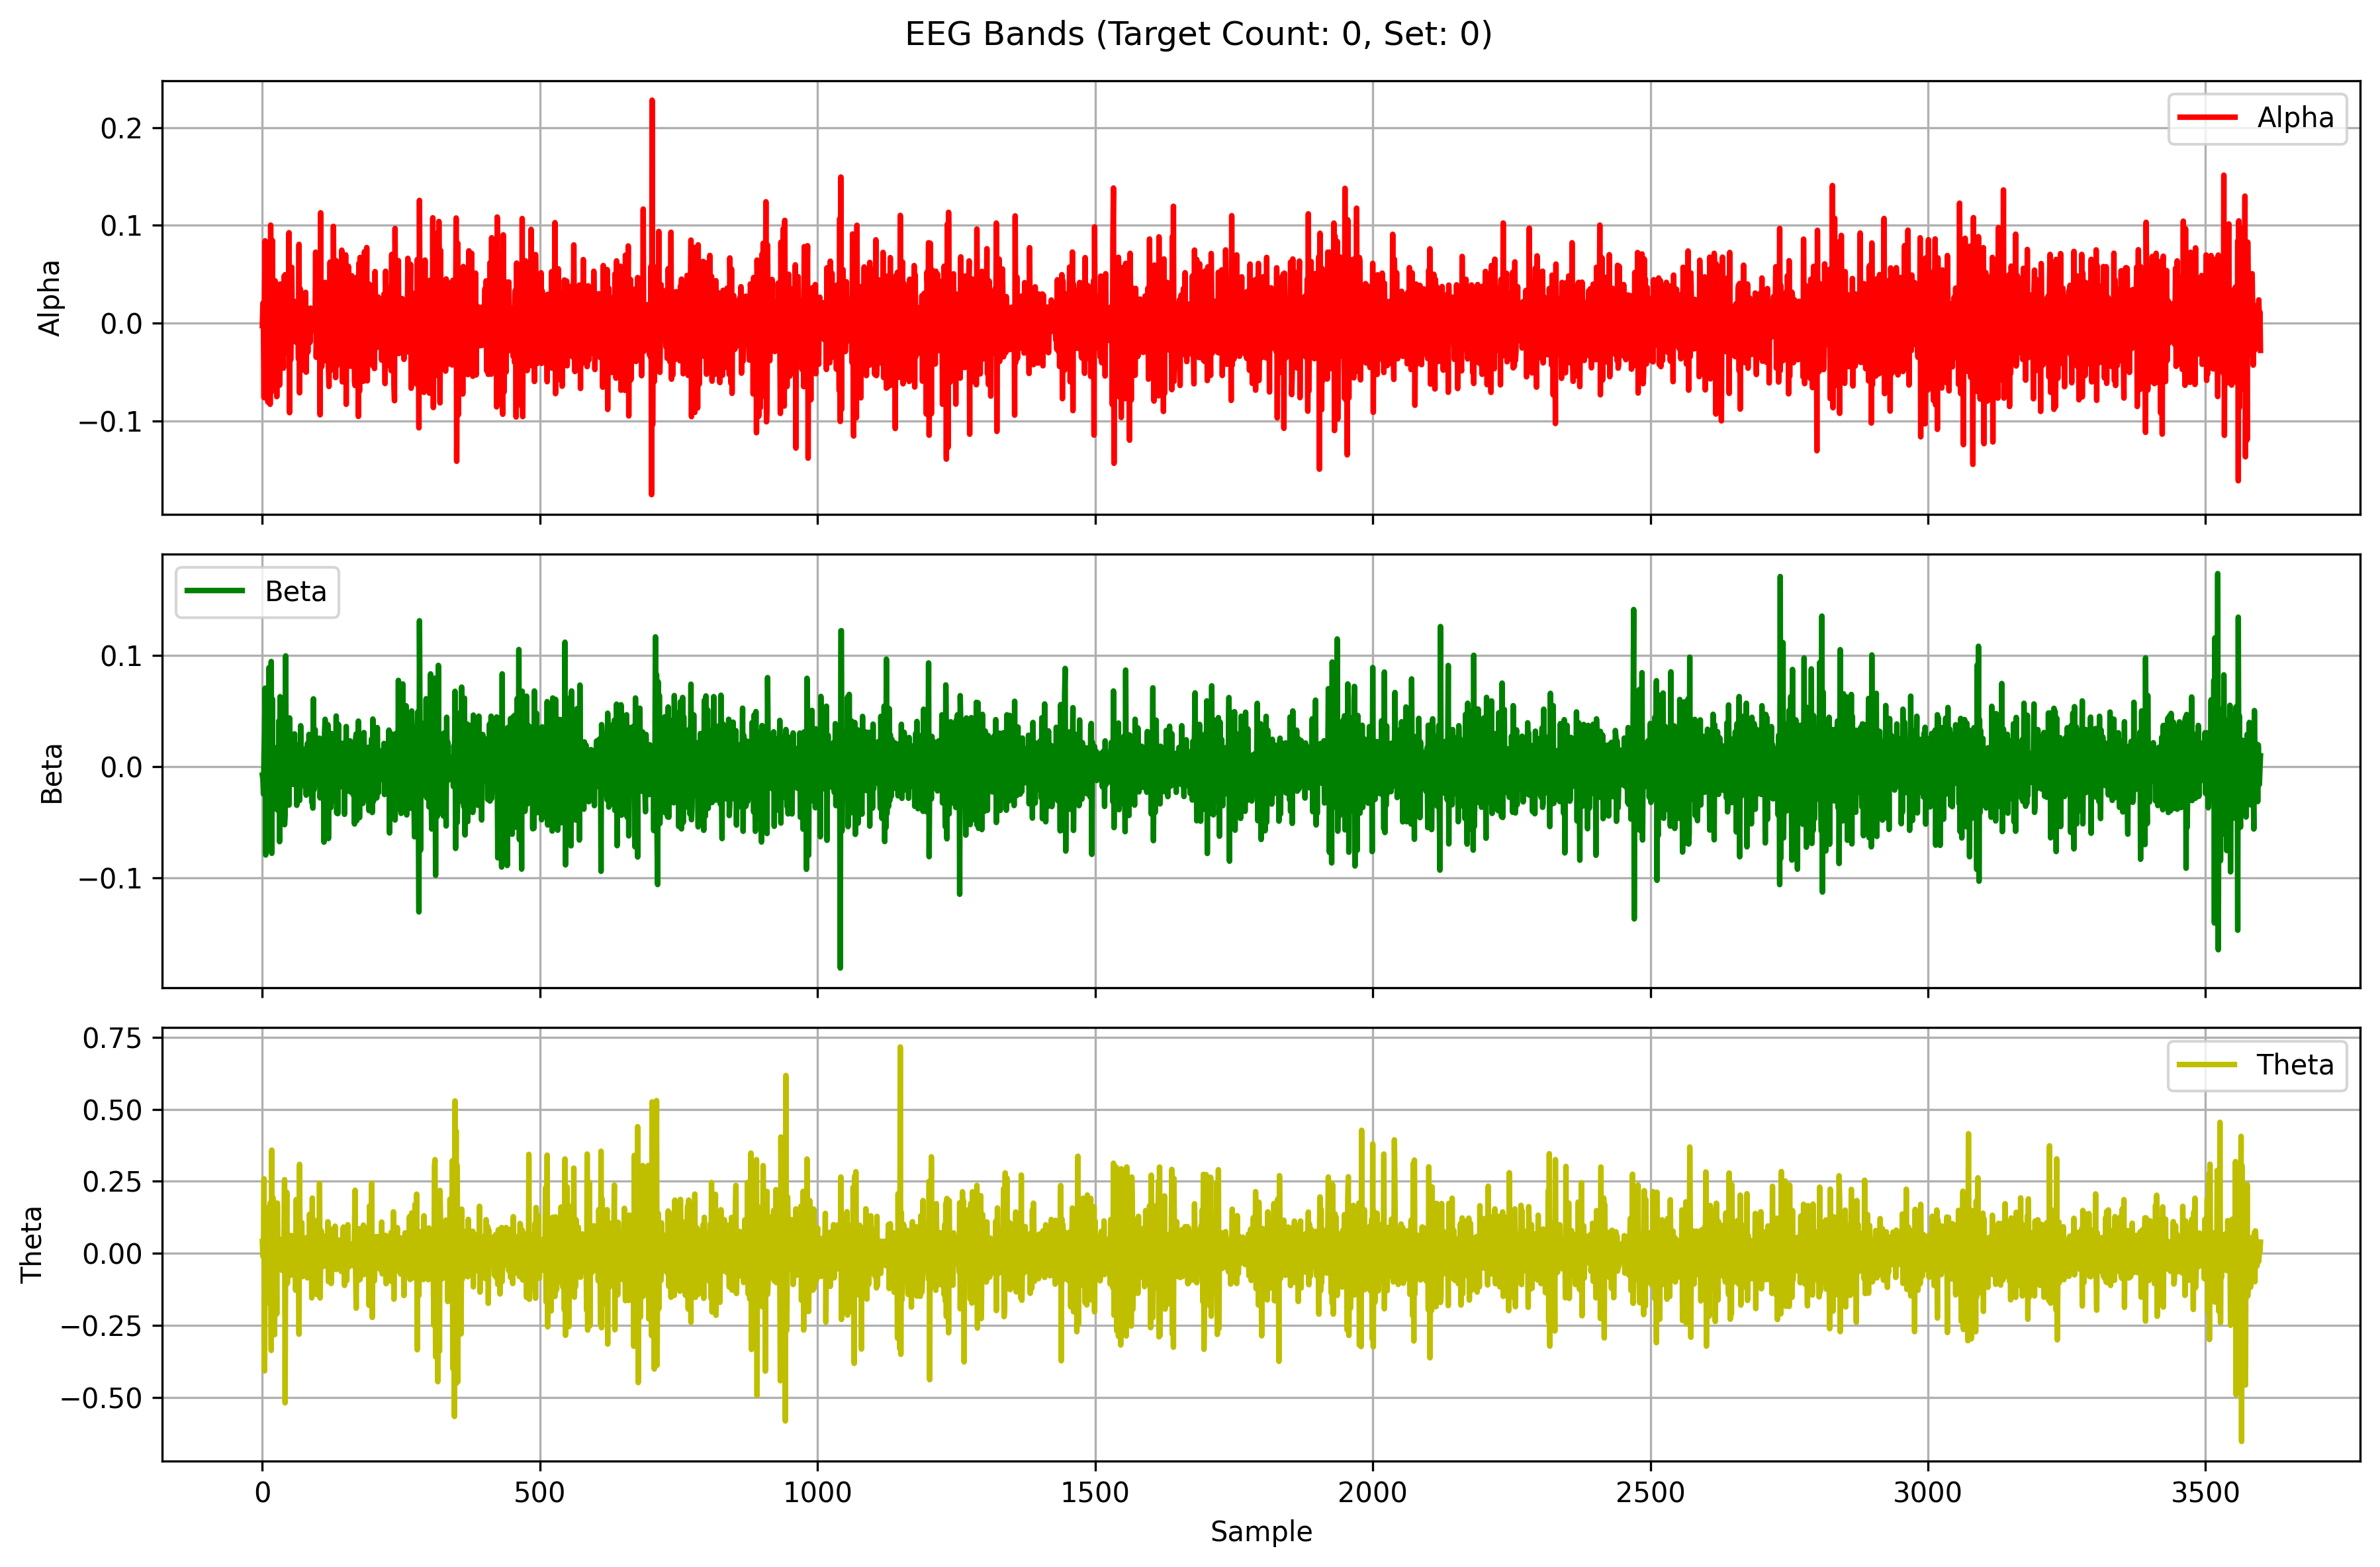 EEG Bands (Target Count: 0, Set: 0)
Alpha
0.2
0.1
0.0
−0.1
Alpha
Beta
0.1
0.0
−0.1
Beta
0.75
Theta
0.50
0.25
0.00
−0.25
−0.50
Theta
0 500 1000 1500 2000 2500 3000 3500
Sample